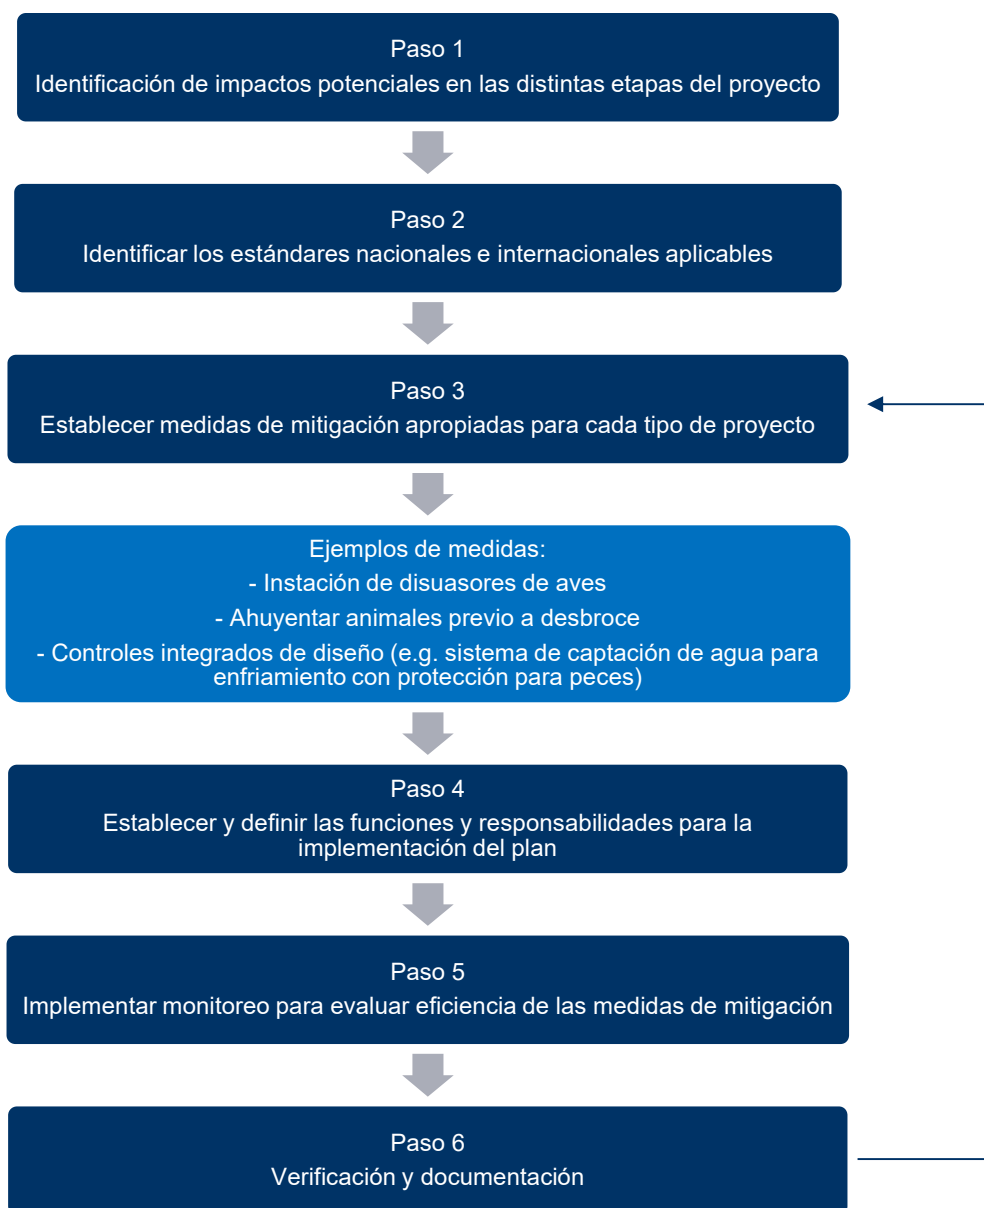 Paso 1
Identificación de impactos potenciales en las distintas etapas del proyecto
Paso 2
Identificar los estándares nacionales e internacionales aplicables
Paso 3
Establecer medidas de mitigación apropiadas para cada tipo de proyecto
Ejemplos de medidas:
- Instación de disuasores de aves
- Ahuyentar animales previo a desbroce
- Controles integrados de diseño (e.g. sistema de captación de agua para
enfriamiento con protección para peces)
Paso 4
Establecer y definir las funciones y responsabilidades para la
implementación del plan
Paso 5
Implementar monitoreo para evaluar eficiencia de las medidas de mitigación
Paso 6
Verificación y documentación